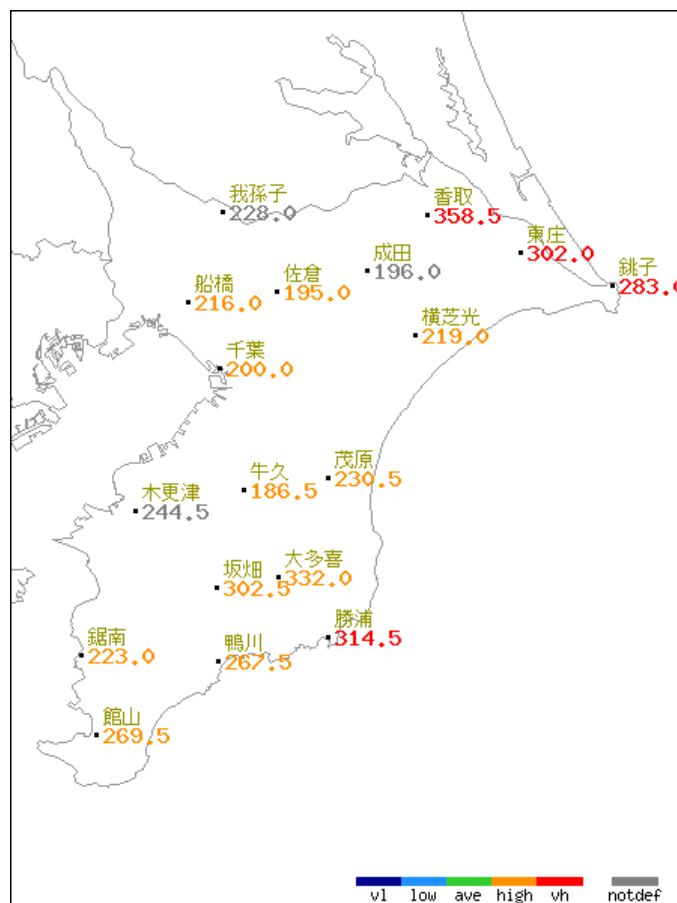 我孫子
228.0
香取
358.5
東庄
302.0
銚子
283.0
成田
196.0
佐倉
195.0
船橋
216.0
横芝光
219.0
千葉
200.0
茂原
230.5
牛久
186.5
木更津
244.5
大多喜
332.0
坂畑
302.5
勝浦
314.5
鋸南
223.0
鴨川
267.5
館山
269.5
vl low ave high vh notdef